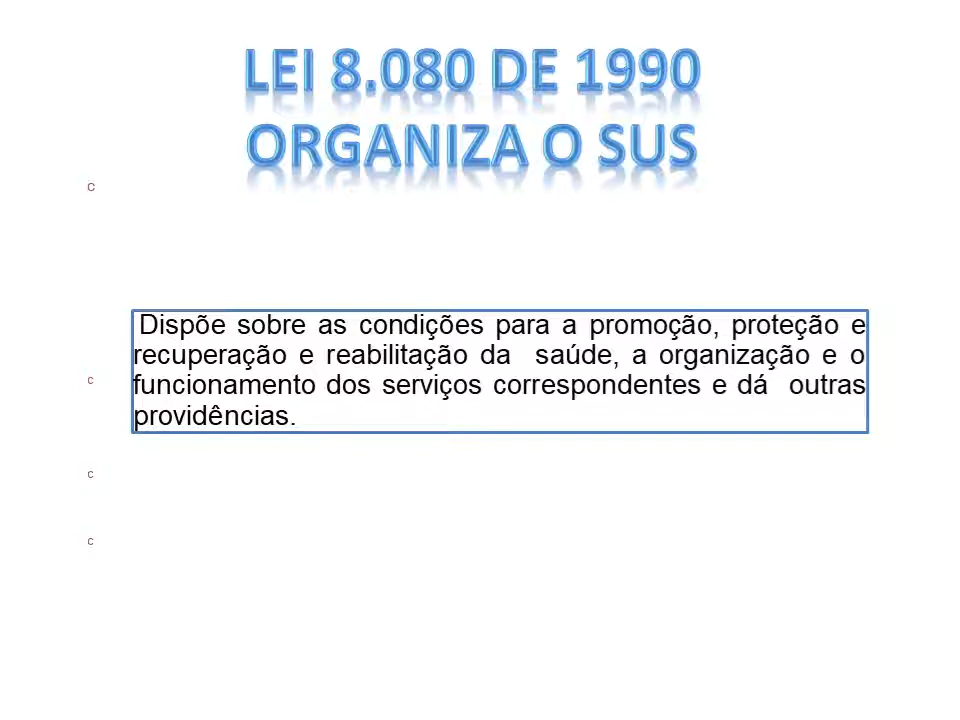 LEI 8.080 DE 1990
ORGANIZA O SUS
c
Dispõe sobre as condições para a promoção, proteção e
recuperação e reabilitação da saúde, a organização e o
c
funcionamento dos serviços correspondentes e dá outras
providências.
c
c